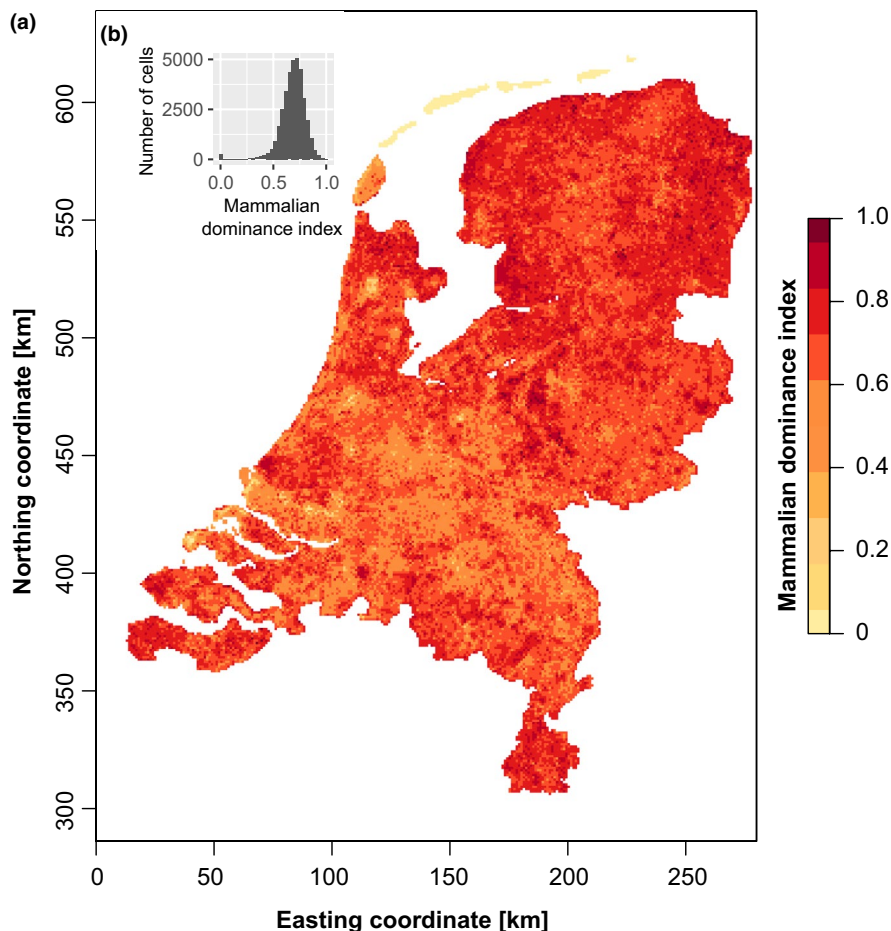 (a)
(b)
Number of cells
5000
2500
0
0.0 0.5 1.0
Mammalian
dominance index
Northing coordinate [km]
600
550
500
450
400
350
300
0 50 100 150 200 250
Easting coordinate [km]
Mammalian dominance index
1.0
0.8
0.6
0.4
0.2
0